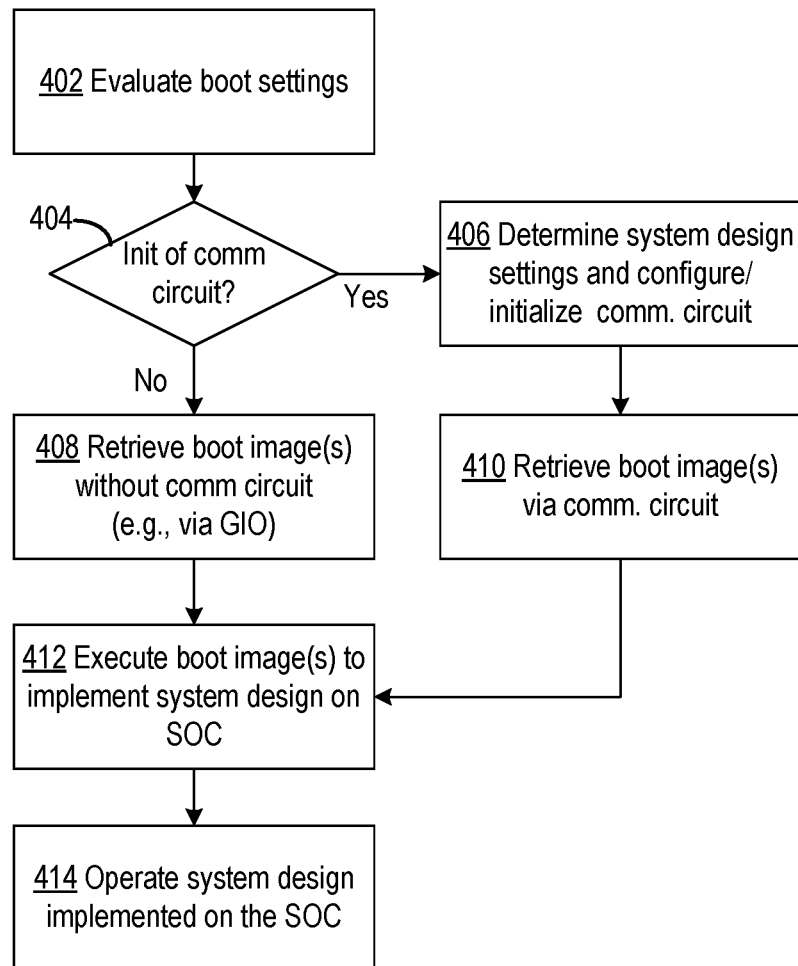 402 Evaluate boot settings
404
Init of comm
circuit?
Yes
No
406 Determine system design
settings and configure/
initialize comm. circuit
408 Retrieve boot image(s)
without comm circuit
(e.g., via GIO)
410 Retrieve boot image(s)
via comm. circuit
412 Execute boot image(s) to
implement system design on
SOC
414 Operate system design
implemented on the SOC